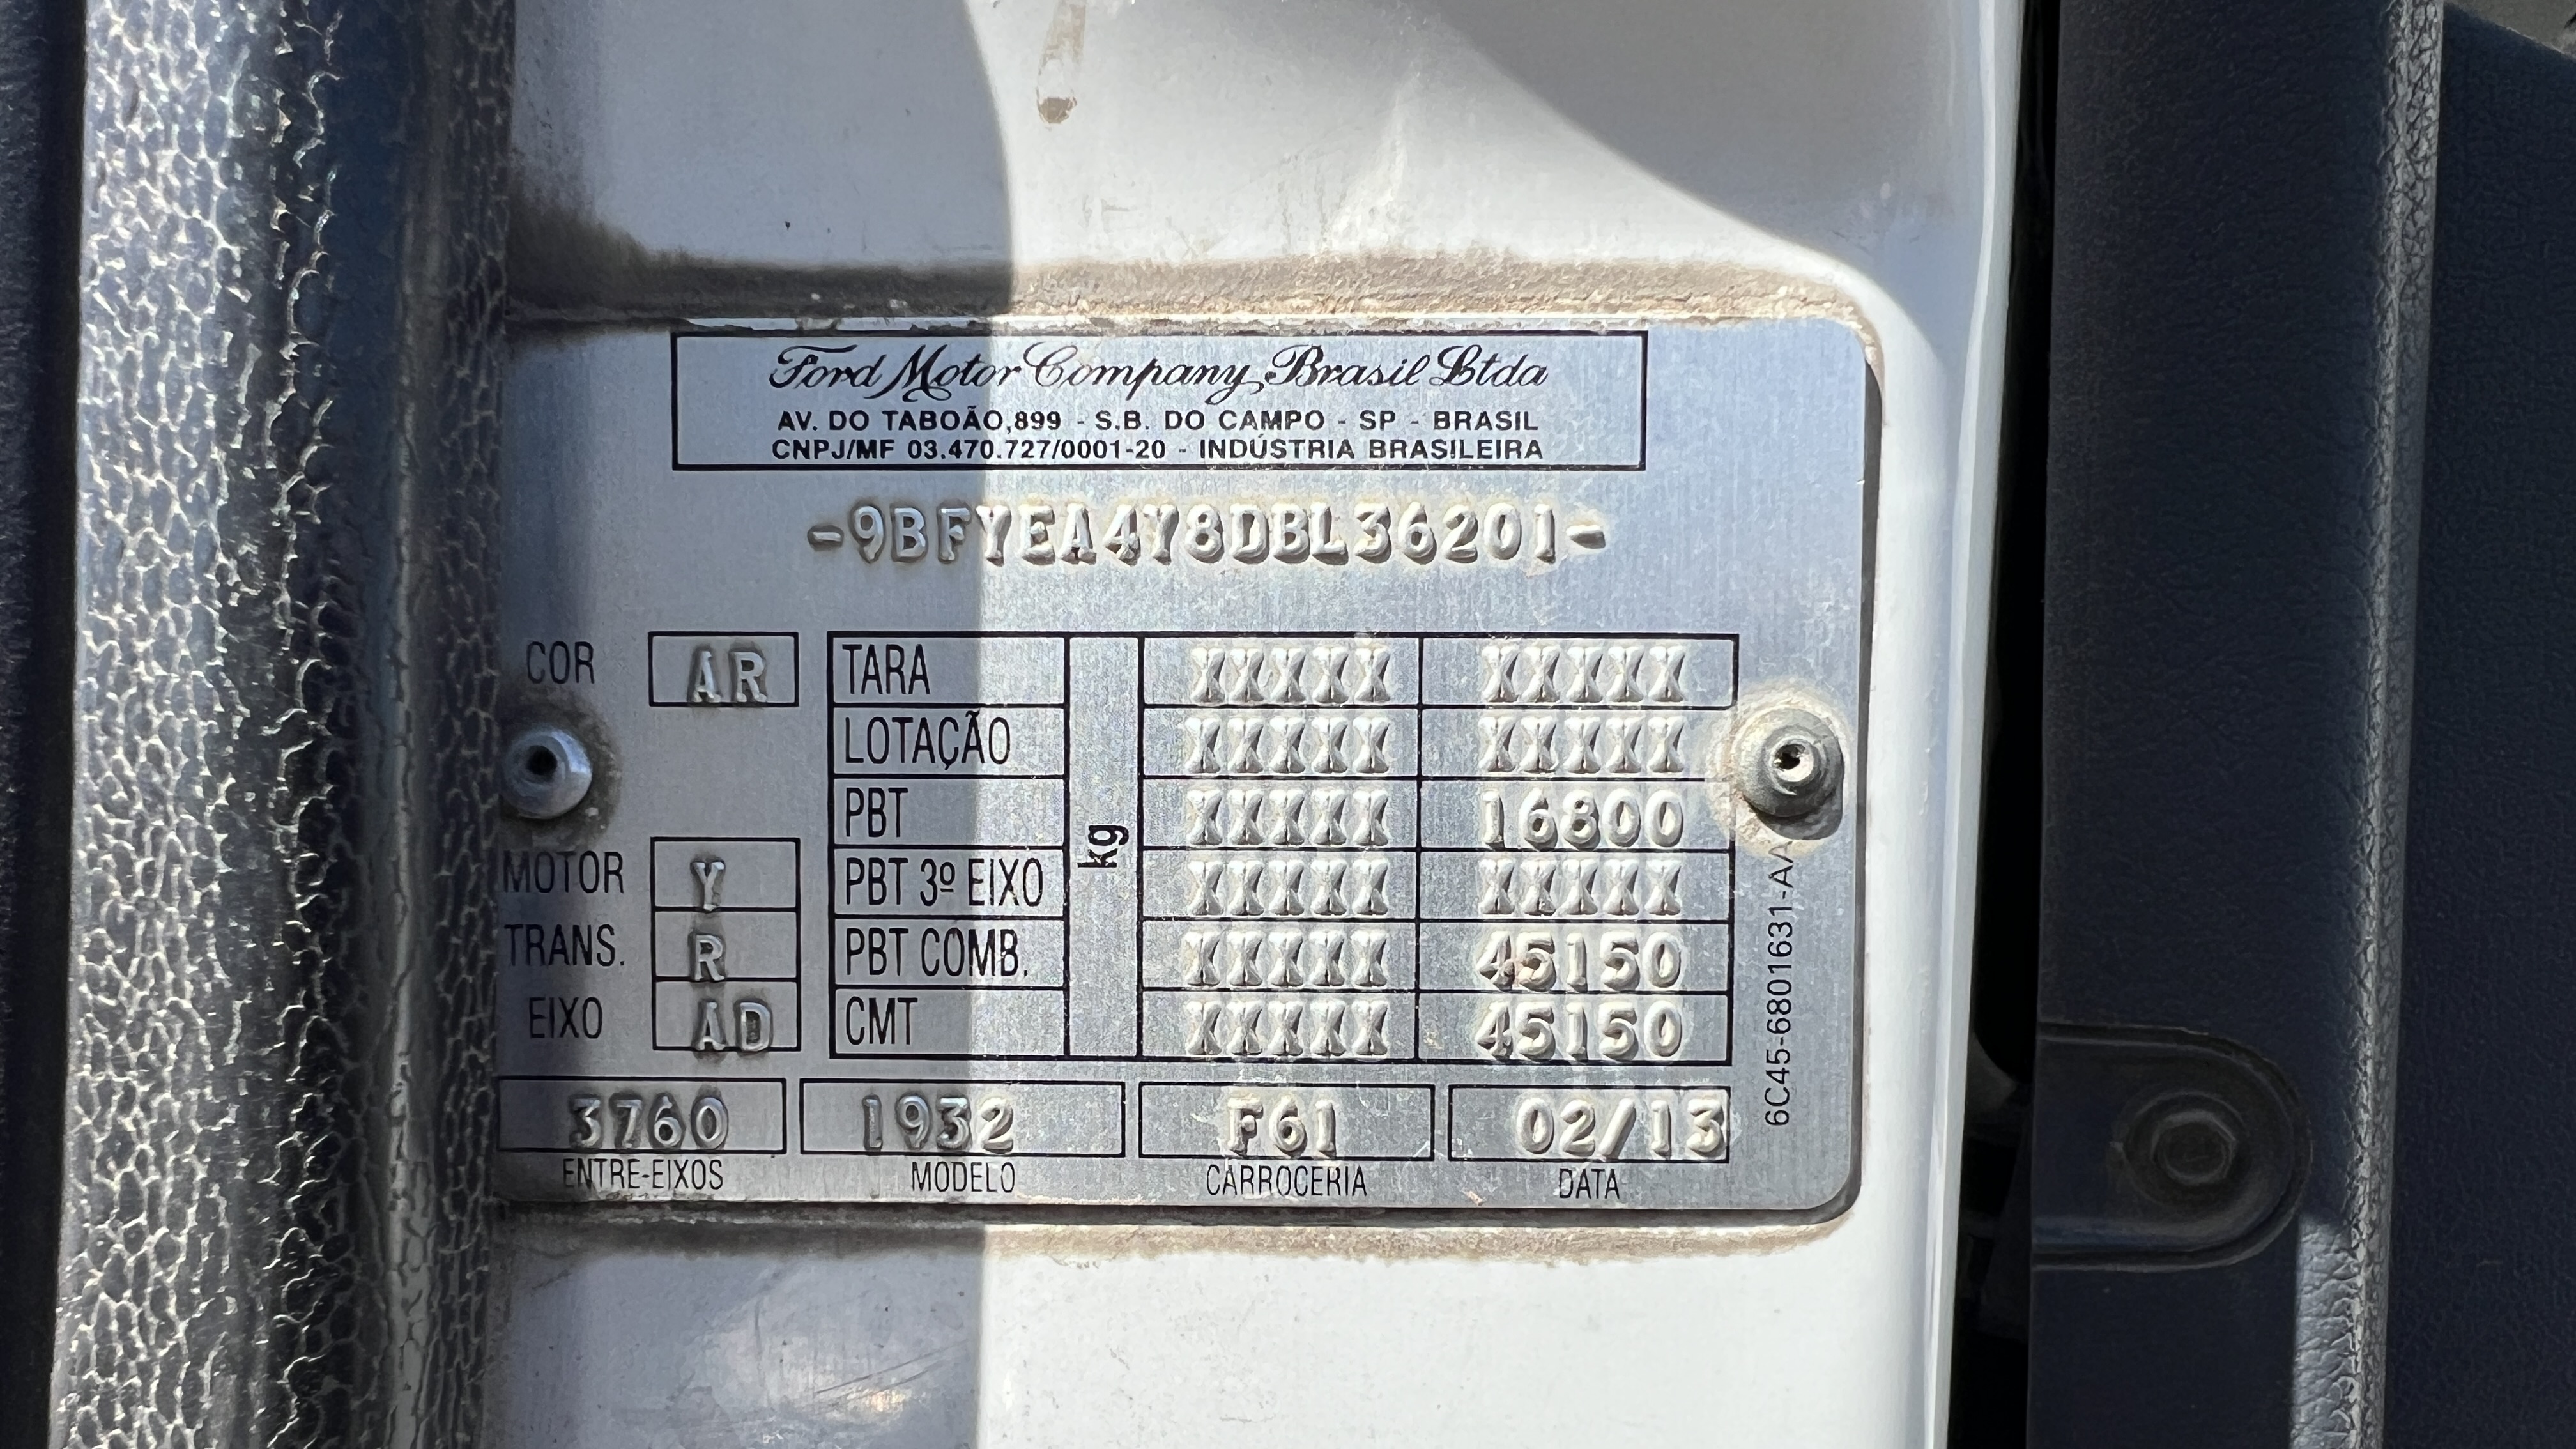 Ford Motor Company Brasil Ltda
AV. DO TABOÃO,899 - S.B. DO CAMPO - SP - BRASIL
CNPJ/MF 03.470.727/0001-20 - INDÚSTRIA BRASILEIRA
-9BFYEA4Y8DBL36201-
COR AR
TARA XXXXX XXXXX
LOTAÇÃO XXXXX XXXXX
PBT XXXXX 16800
kg
MOTOR Y
PBT 3º EIXO XXXXX XXXXX
TRANS. R
PBT COMB. XXXXX 45150
EIXO AD
CMT XXXXX 45150
6C45-6801631-AA
3760 1932 F61 02/13
ENTRE-EIXOS MODELO CARROCERIA DATA